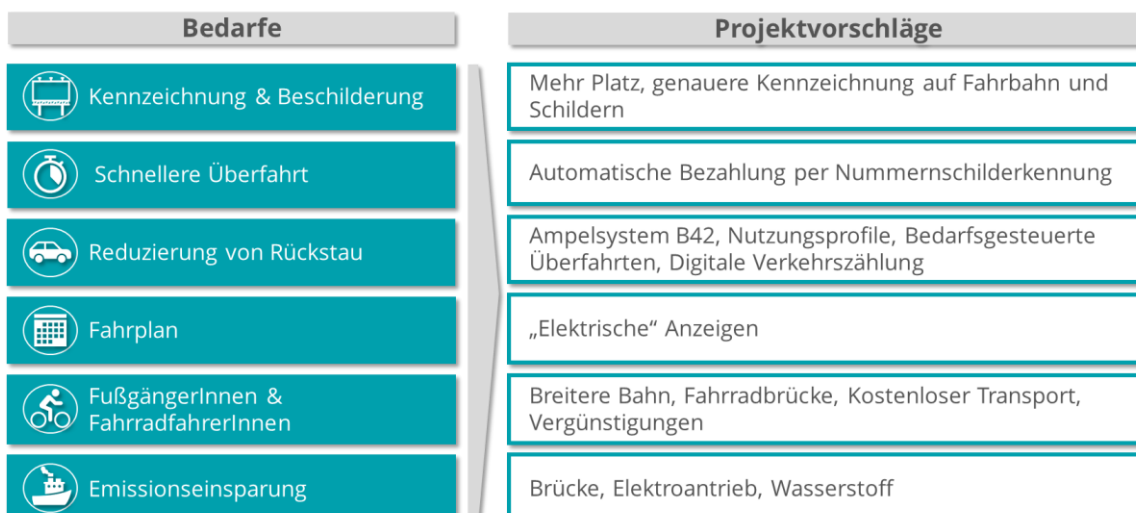 Bedarfe
Projektvorschläge
Kennzeichnung & Beschilderung
Mehr Platz, genauere Kennzeichnung auf Fahrbahn und
Schildern
Schnellere Überfahrt
Automatische Bezahlung per Nummernschilderkennung
Reduzierung von Rückstau
Ampelsystem B42, Nutzungsprofile, Bedarfsgesteuerte
Überfahrten, Digitale Verkehrszählung
Fahrplan
„Elektrische“ Anzeigen
FußgängerInnen &
FahrradfahrerInnen
Breitere Bahn, Fahrradbrücke, Kostenloser Transport,
Vergünstigungen
Emissionseinsparung
Brücke, Elektroantrieb, Wasserstoff